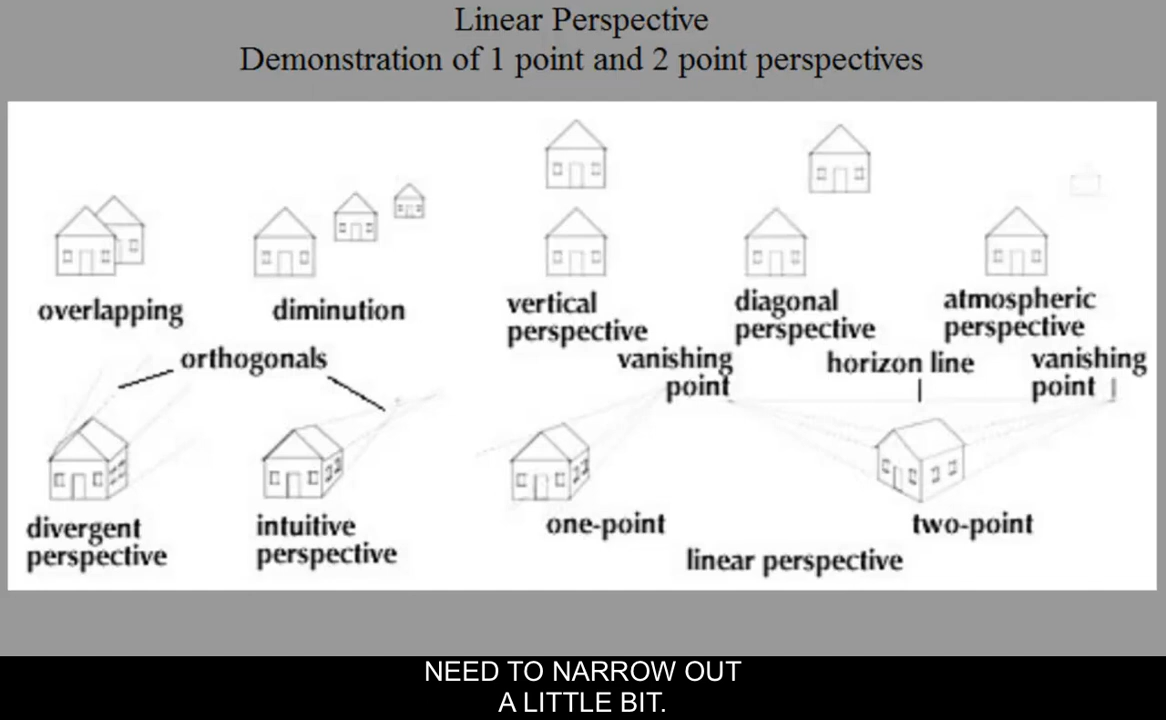 Linear Perspective
Demonstration of 1 point and 2 point perspectives
overlapping
diminution
vertical
perspective
diagonal
perspective
atmospheric
perspective
orthogonals
vanishing
point
horizon line
vanishing
point
divergent
perspective
intuitive
perspective
one-point
two-point
linear perspective
NEED TO NARROW OUT
A LITTLE BIT.